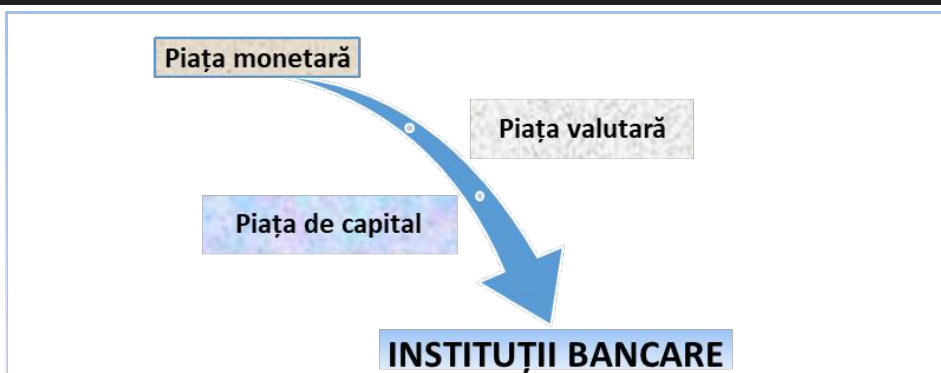 Piața monetară
Piața valutară
Piața de capital
INSTITUȚII BANCARE